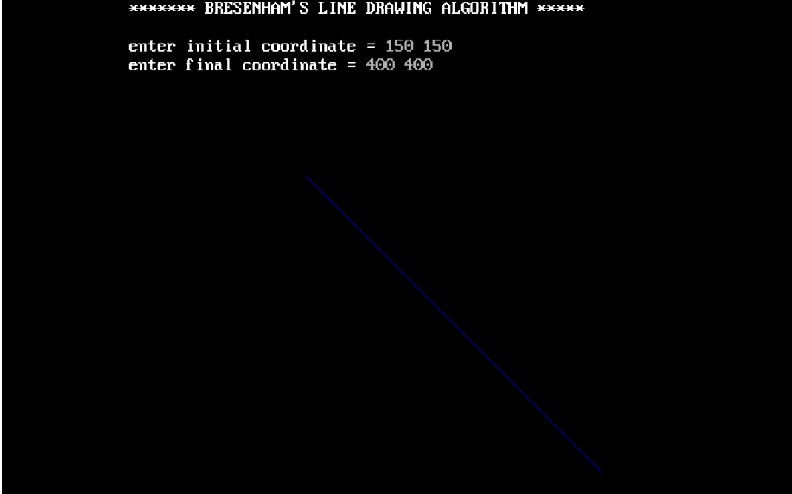 ******* BRESENHAM'S LINE DRAWING ALGORITHM *****
enter initial coordinate = 150 150
enter final coordinate = 400 400